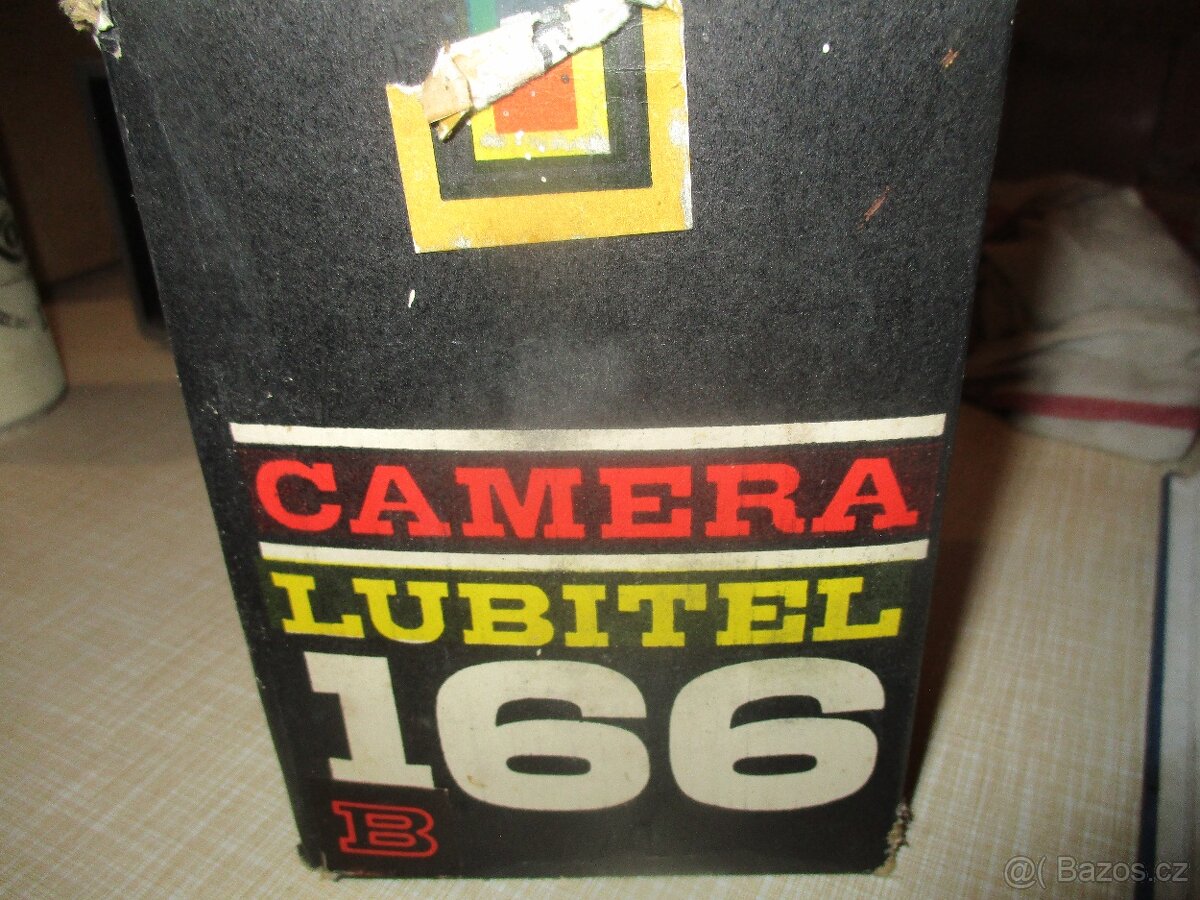 CAMERA
LUBITEL
166
B
@( Bazos.cz